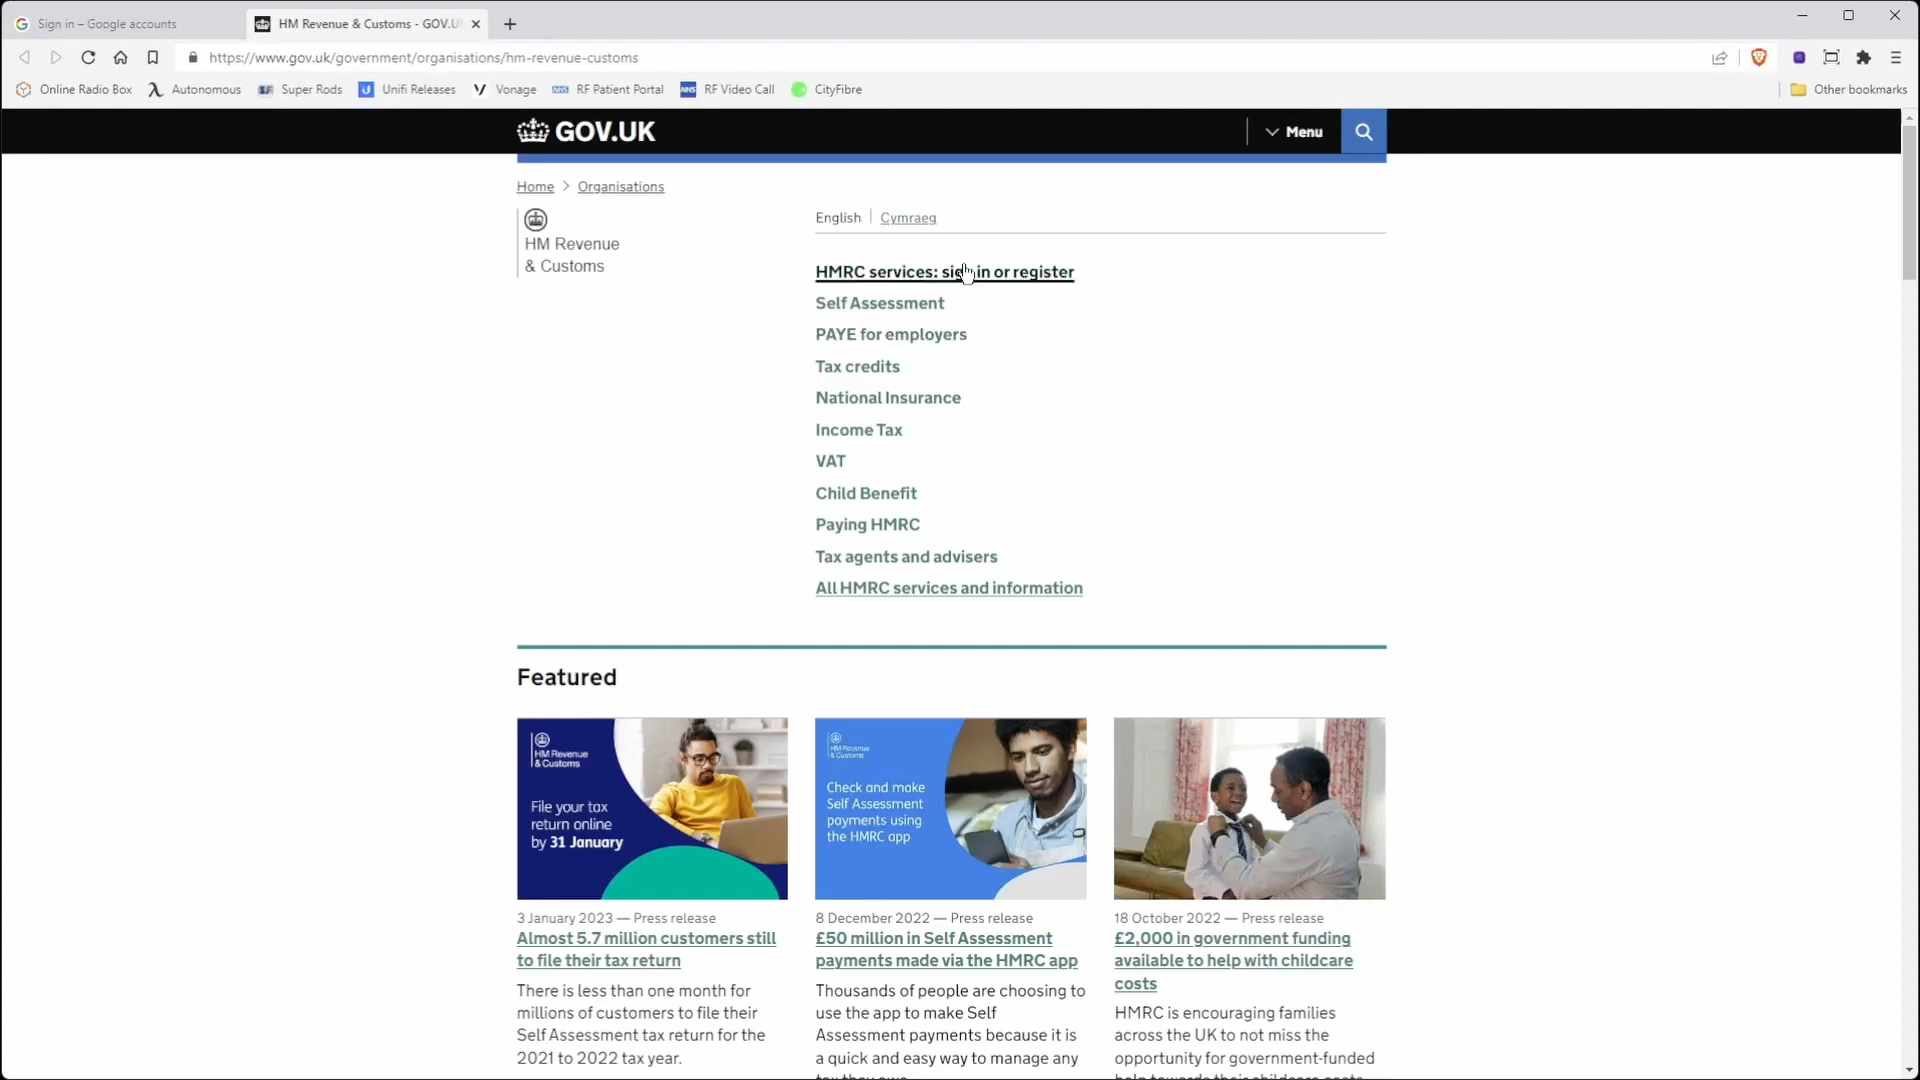 Sign in – Google accounts
HM Revenue & Customs - GOV.U
https://www.gov.uk/government/organisations/hm-revenue-customs
Online Radio Box
Autonomous
Super Rods
Unifi Releases
Vonage
RF Patient Portal
RF Video Call
CityFibre
Other bookmarks
GOV.UK
Menu
Home
Organisations
HM Revenue
& Customs
English
Cymraeg
HMRC services: sign in or register
Self Assessment
PAYE for employers
Tax credits
National Insurance
Income Tax
VAT
Child Benefit
Paying HMRC
Tax agents and advisers
All HMRC services and information
Featured
HM Revenue
& Customs
File your tax
return online
by 31 January
HM Revenue
& Customs
Check and make
Self Assessment
payments using
the HMRC app
3 January 2023 — Press release
Almost 5.7 million customers still
to file their tax return
There is less than one month for
millions of customers to file their
Self Assessment tax return for the
2021 to 2022 tax year.
8 December 2022 — Press release
£50 million in Self Assessment
payments made via the HMRC app
Thousands of people are choosing to
use the app to make Self
Assessment payments because it is
a quick and easy way to manage any
18 October 2022 — Press release
£2,000 in government funding
available to help with childcare
costs
HMRC is encouraging families
across the UK to not miss the
opportunity for government-funded